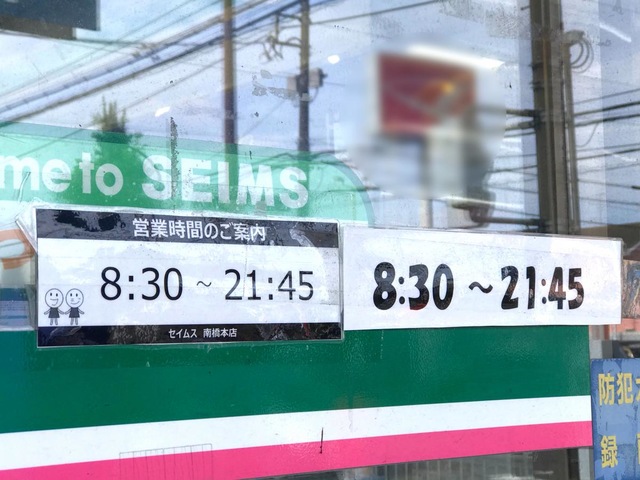 me to SEIMS
営業時間のご案内
8:30 ~ 21:45
セイムス 南橋本店
8:30 ~21:45
防犯
録